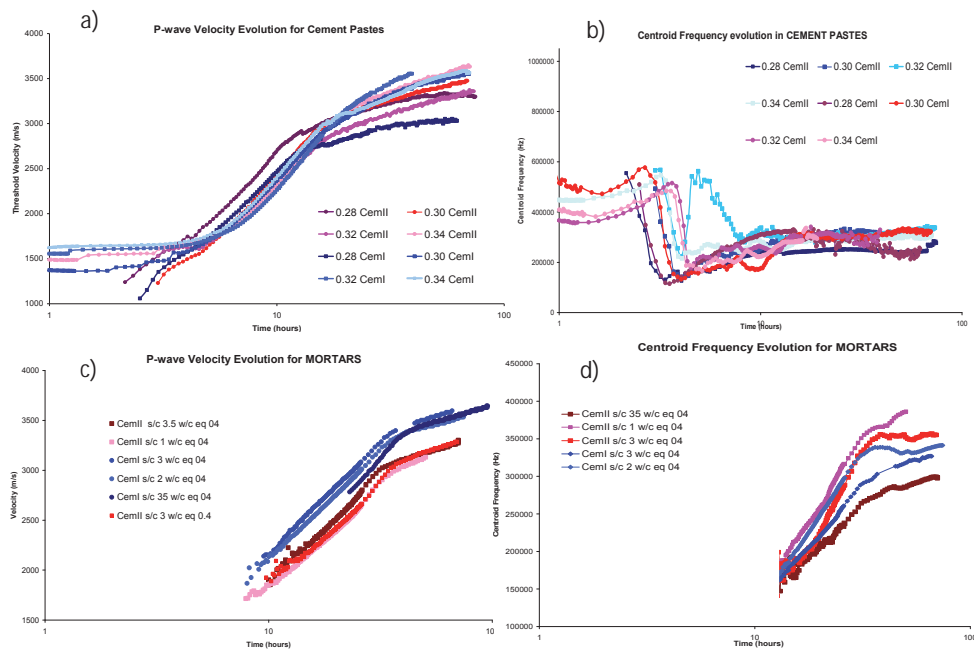 a)
P-wave Velocity Evolution for Cement Pastes
4000
3500
3000
2500
2000
1500
1000
Threshold Velocity (m/s)
0.28 CemII
0.30 CemII
0.32 CemII
0.34 CemII
0.28 CemI
0.30 CemI
0.32 CemI
0.34 CemI
1
10
100
Time (hours)
b)
Centroid Frequency evolution in CEMENT PASTES
0.28 CemII
0.30 CemII
0.32 CemII
0.34 CemII
0.28 CemI
0.30 CemI
0.32 CemI
0.34 CemI
1000000
800000
600000
400000
200000
0
Centroid Frequency (Hz)
1
10
100
Time (hours)
c)
P-wave Velocity Evolution for MORTARS
4000
3500
3000
2500
2000
1500
Velocity (m/s)
CemII s/c 3.5 w/c eq 04
CemII s/c 1 w/c eq 04
CemI s/c 3 w/c eq 04
CemI s/c 2 w/c eq 04
CemI s/c 35 w/c eq 04
CemII s/c 3 w/c eq 0.4
1
10
10
Time (hours)
d)
Centroid Frequency Evolution for MORTARS
450000
400000
350000
300000
250000
200000
150000
100000
Centroid Frequency (Hz)
CemII s/c 35 w/c eq 04
CemII s/c 1 w/c eq 04
CemII s/c 3 w/c eq 04
CemI s/c 3 w/c eq 04
CemI s/c 2 w/c eq 04
1
10
100
Time (hours)